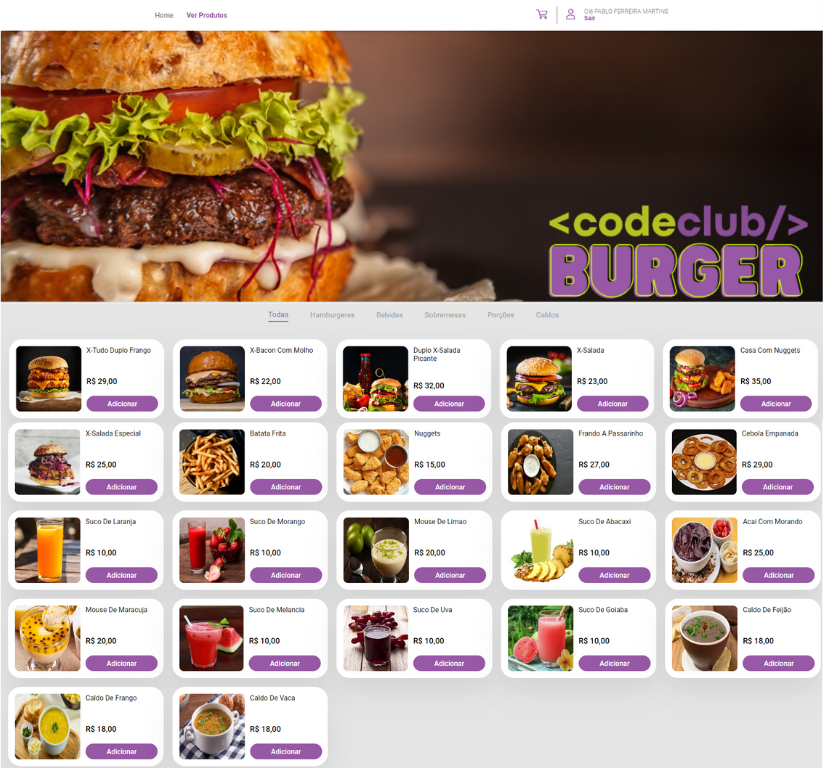 Home
Ver Produtos
Olá PABLO FERREIRA MARTINS
Sair
<codeclub/>
BURGER
Todas
Hamburgeres
Bebidas
Sobremesas
Porções
Caldos
X-Tudo Duplo Frango
R$ 29,00
Adicionar
X-Bacon Com Molho
R$ 22,00
Adicionar
Duplo X-Salada
Picante
R$ 32,00
Adicionar
X-Salada
R$ 23,00
Adicionar
Casa Com Nuggets
R$ 35,00
Adicionar
X-Salada Especial
R$ 25,00
Adicionar
Batata Frita
R$ 20,00
Adicionar
Nuggets
R$ 15,00
Adicionar
Frando A Passarinho
R$ 27,00
Adicionar
Cebola Empanada
R$ 29,00
Adicionar
Suco De Laranja
R$ 10,00
Adicionar
Suco De Morango
R$ 10,00
Adicionar
Mouse De Limao
R$ 20,00
Adicionar
Suco De Abacaxi
R$ 10,00
Adicionar
Acai Com Morando
R$ 25,00
Adicionar
Mouse De Maracuja
R$ 20,00
Adicionar
Suco De Melancia
R$ 10,00
Adicionar
Suco De Uva
R$ 10,00
Adicionar
Suco De Goiaba
R$ 10,00
Adicionar
Caldo De Feijão
R$ 18,00
Adicionar
Caldo De Frango
R$ 18,00
Adicionar
Caldo De Vaca
R$ 18,00
Adicionar